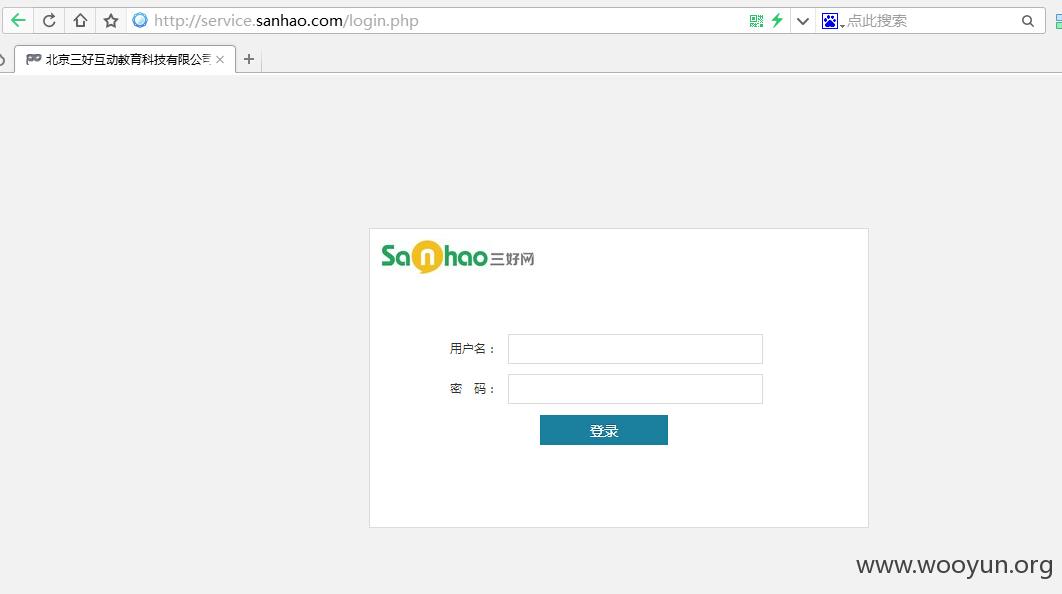 http://service.sanhao.com/login.php
点此搜索
北京三好互动教育科技有限公司
Sanhao 三好网
用户名：
密 码：
登录
www.wooyun.org